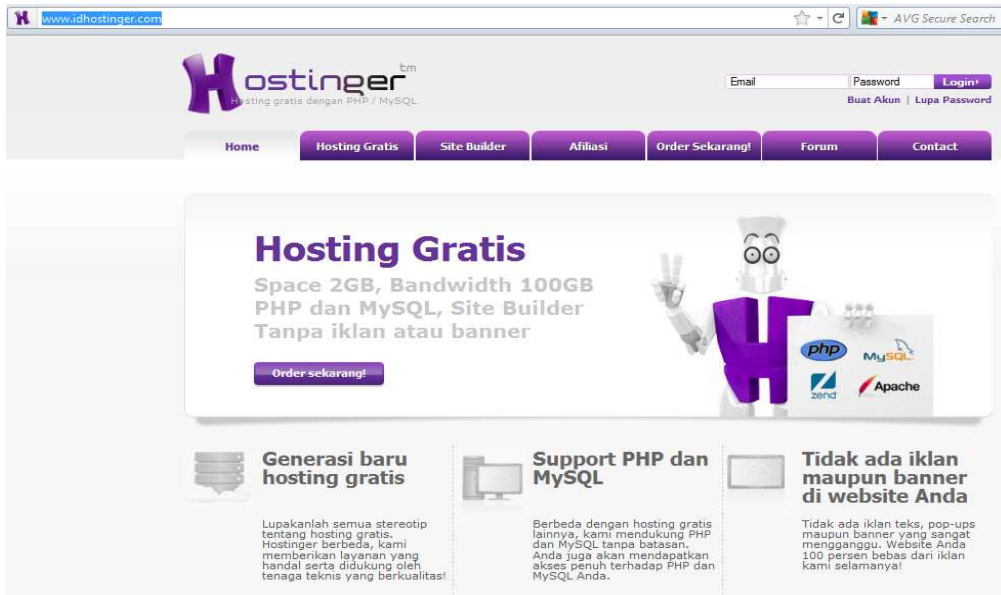 www.idhostinger.com
AVG Secure Search
Hostinger tm
Hosting gratis dengan PHP / MySQL
Email Password Login
Buat Akun | Lupa Password
Home Hosting Gratis Site Builder Afiliasi Order Sekarang! Forum Contact
Hosting Gratis
Space 2GB, Bandwidth 100GB
PHP dan MySQL, Site Builder
Tanpa iklan atau banner
Order sekarang!
php MySQL
zend Apache
Generasi baru
hosting gratis
Lupakanlah semua stereotip
tentang hosting gratis.
Hostinger berbeda, kami
memberikan layanan yang
handal serta didukung oleh
tenaga teknis yang berkualitas!
Support PHP dan
MySQL
Berbeda dengan hosting gratis
lainnya, kami mendukung PHP
dan MySQL tanpa batasan.
Anda juga akan mendapatkan
akses penuh terhadap PHP dan
MySQL Anda.
Tidak ada iklan
maupun banner
di website Anda
Tidak ada iklan teks, pop-ups
maupun banner yang sangat
mengganggu. Website Anda
100 persen bebas dari iklan
kami selamanya!